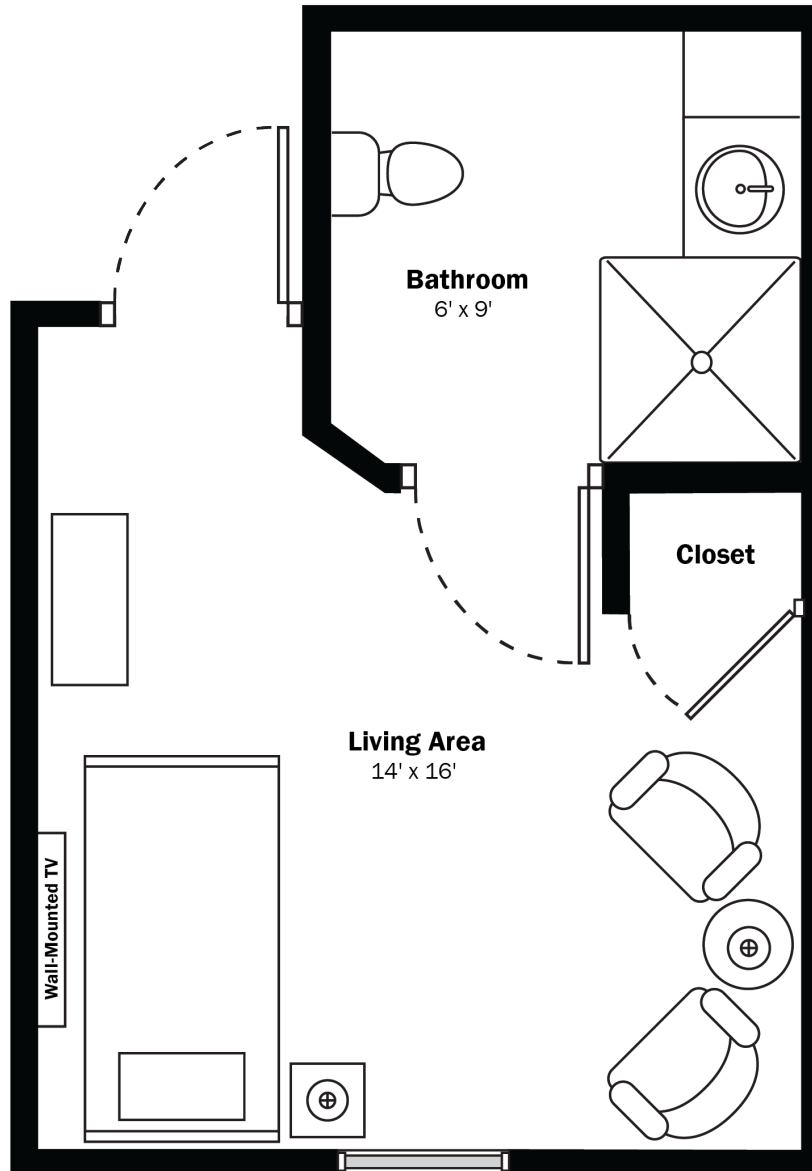 Bathroom
6' x 9'
Closet
Living Area
14' x 16'
Wall-Mounted TV